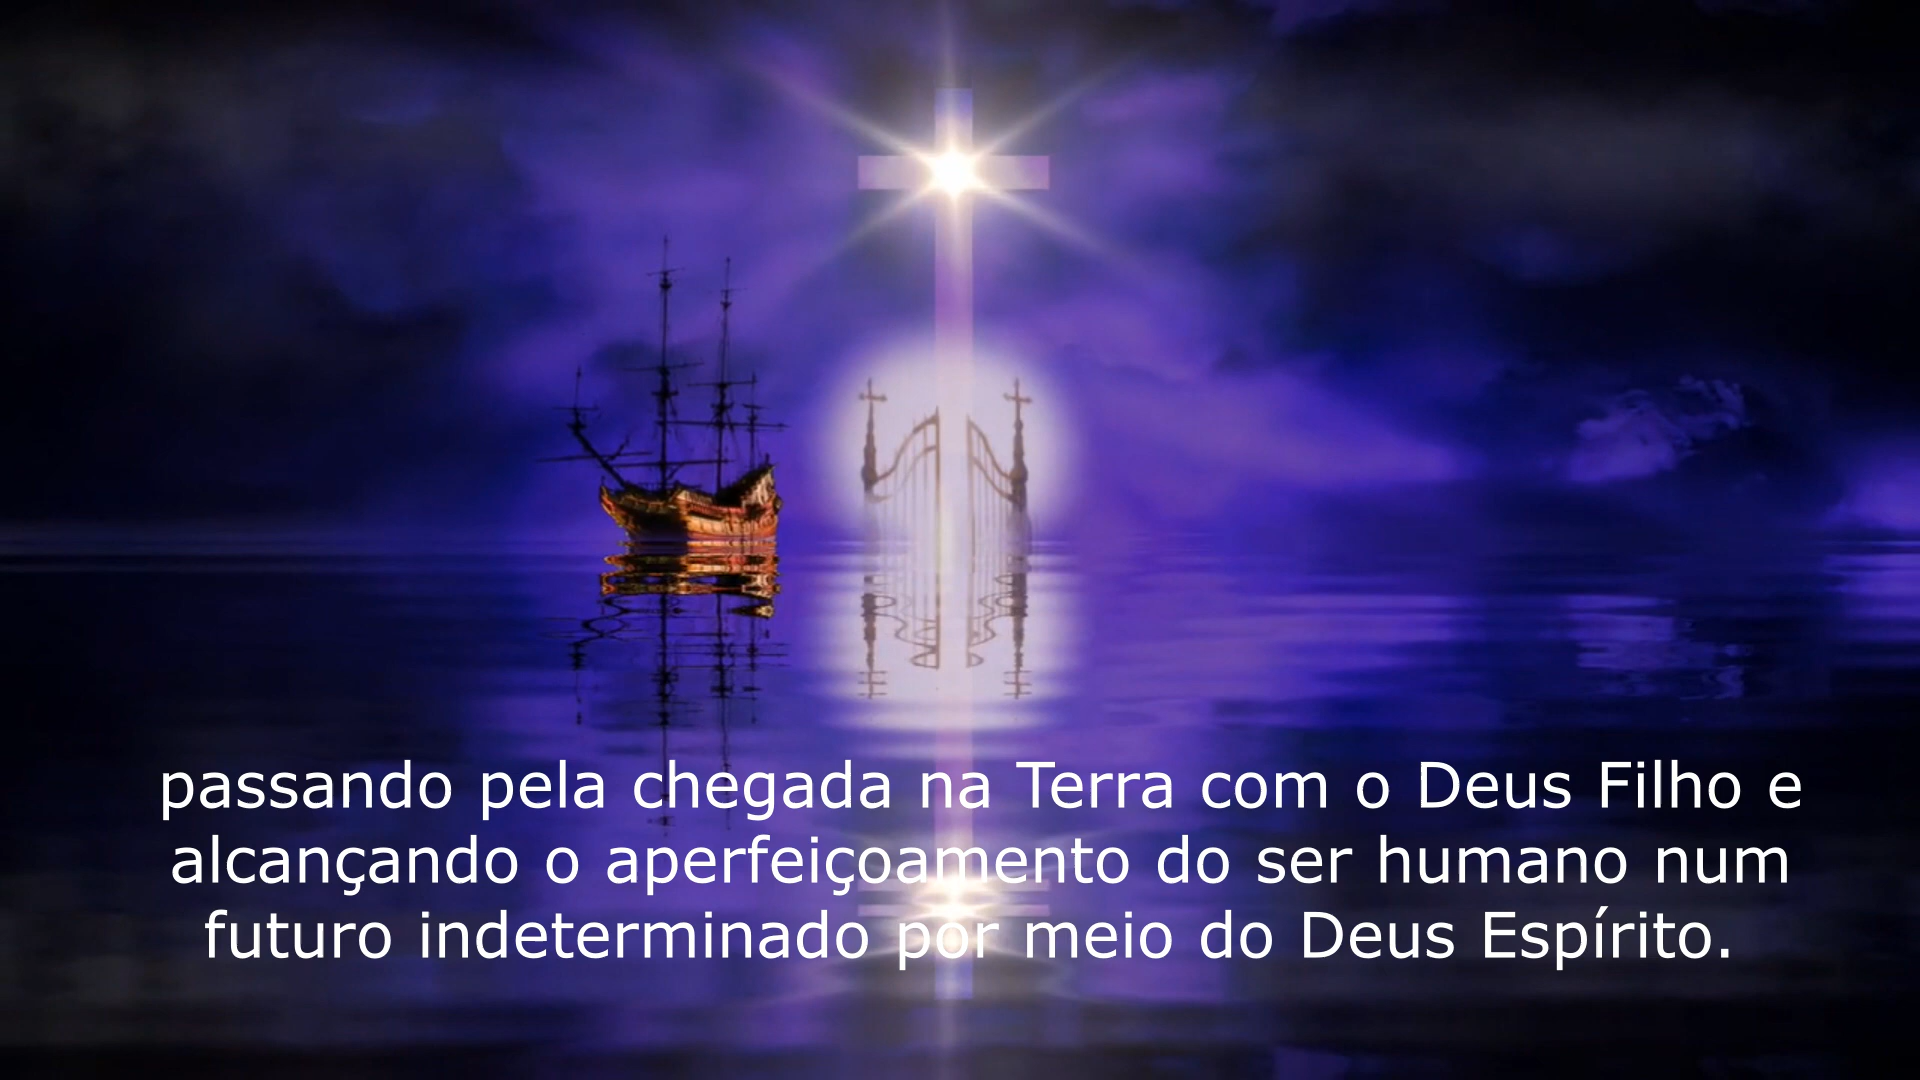 passando pela chegada na Terra com o Deus Filho e
alcançando o aperfeiçoamento do ser humano num
futuro indeterminado por meio do Deus Espírito.